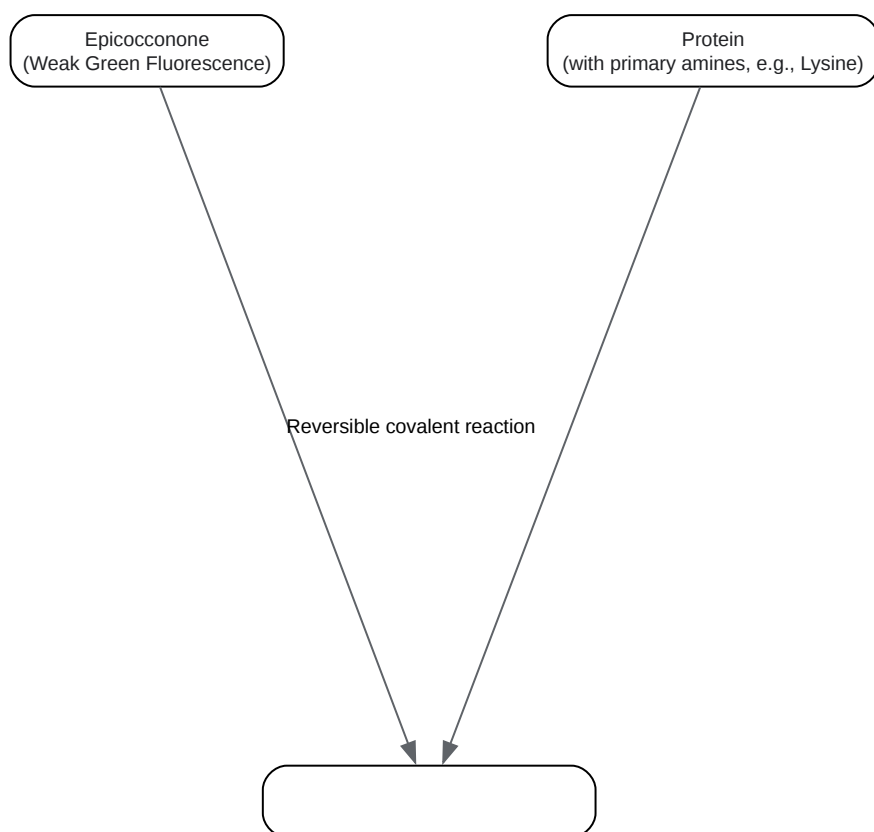 Epicocconone
(Weak Green Fluorescence)
Protein
(with primary amines, e.g., Lysine)
Reversible covalent reaction